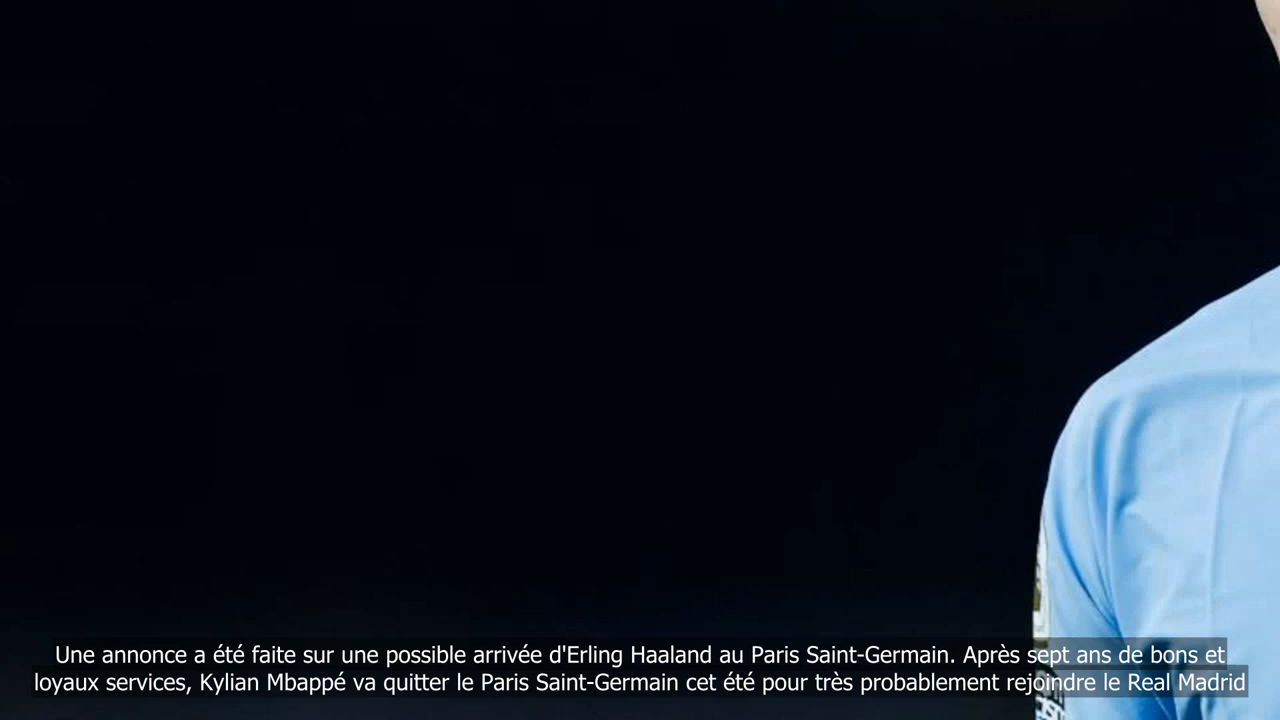 Une annonce a été faite sur une possible arrivée d'Erling Haaland au Paris Saint-Germain. Après sept ans de bons et
loyaux services, Kylian Mbappé va quitter le Paris Saint-Germain cet été pour très probablement rejoindre le Real Madrid